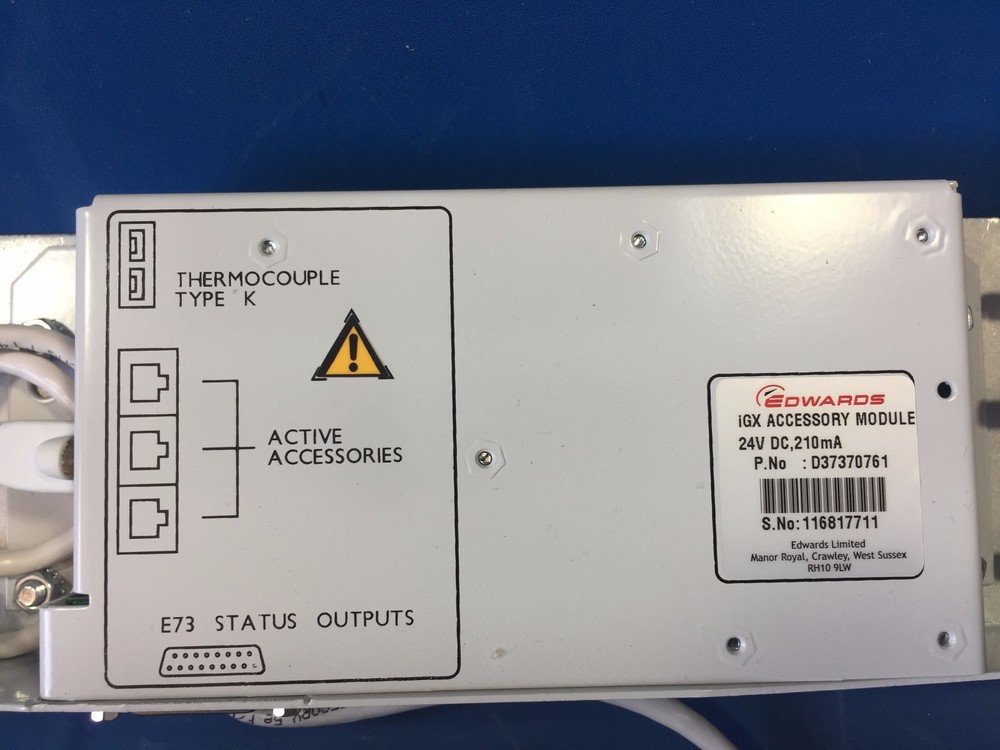 THERMOCOUPLE
TYPE K
ACTIVE
ACCESSORIES
E73 STATUS OUTPUTS
EDWARDS
iGX ACCESSORY MODULE
24V DC,210mA
P.No : D37370761
S.No:116817711
Edwards Limited
Manor Royal, Crawley, West Sussex
RH10 9LW